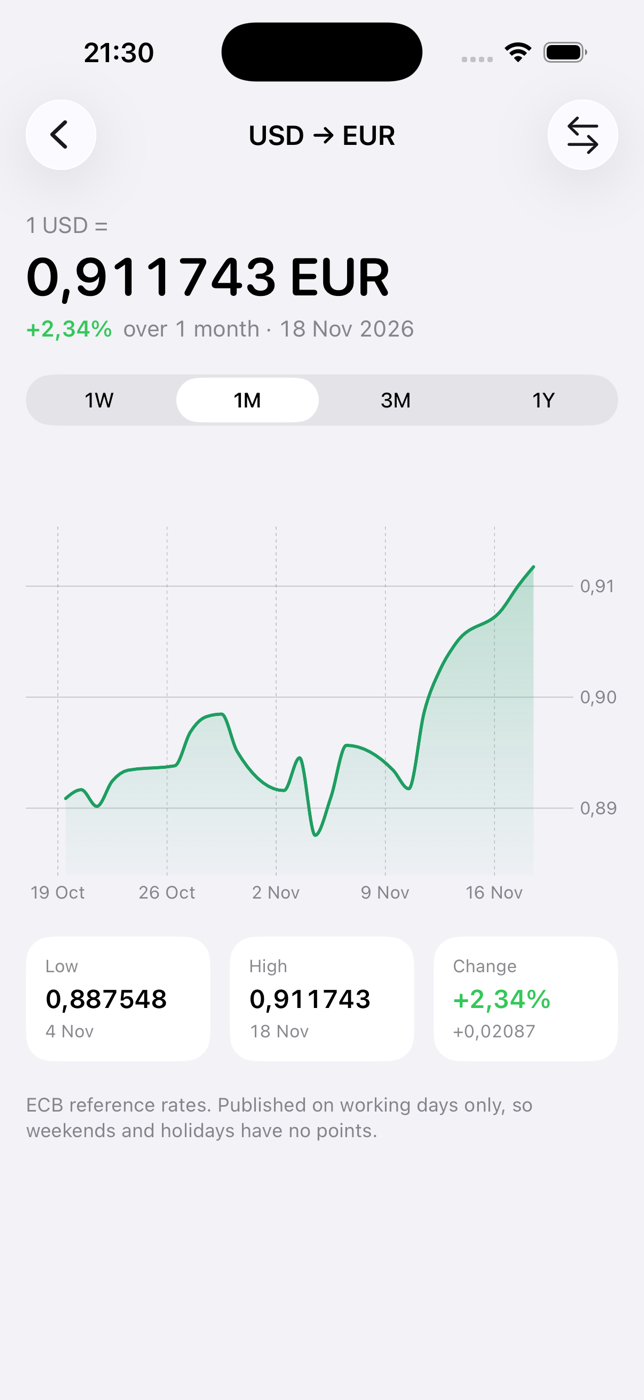 21:30
USD → EUR
1 USD =
0,911743 EUR
+2,34% over 1 month · 18 Nov 2026
1W 1M 3M 1Y
0,91
0,90
0,89
19 Oct 26 Oct 2 Nov 9 Nov 16 Nov
Low High Change
0,887548 0,911743 +2,34%
4 Nov 18 Nov +0,02087
ECB reference rates. Published on working days only, so
weekends and holidays have no points.